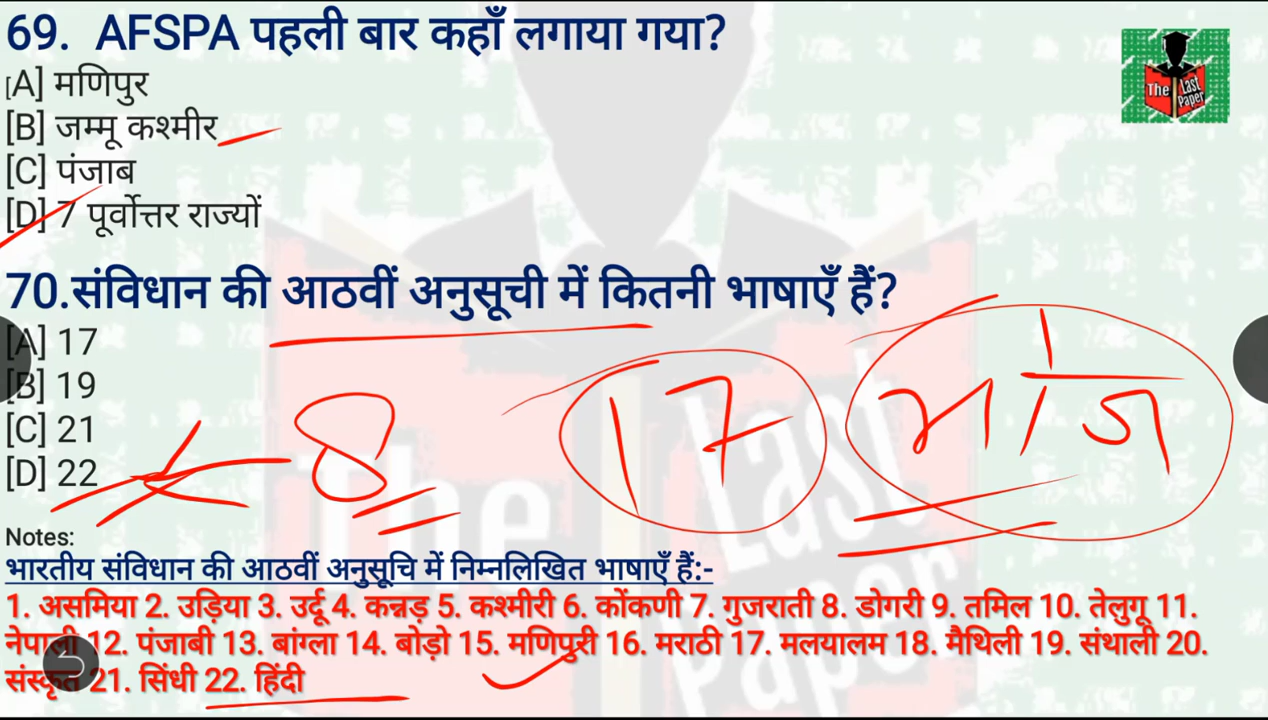 69. AFSPA पहली बार कहाँ लगाया गया?
[A] मणिपुर
[B] जम्मू कश्मीर
[C] पंजाब
[D] 7 पूर्वोत्तर राज्यों
The Last Paper
70.संविधान की आठवीं अनुसूची में कितनी भाषाएँ हैं?
[A] 17
[B] 19
[C] 21
[D] 22
8 17
Notes:
भारतीय संविधान की आठवीं अनुसूचि में निम्नलिखित भाषाएँ हैं:-
1. असमिया 2. उड़िया 3. उर्दू 4. कन्नड़ 5. कश्मीरी 6. कोंकणी 7. गुजराती 8. डोगरी 9. तमिल 10. तेलुगू 11.
नेपाली 12. पंजाबी 13. बांग्ला 14. बोड़ो 15. मणिपुरी 16. मराठी 17. मलयालम 18. मैथिली 19. संथाली 20.
संस्कृत 21. सिंधी 22. हिंदी